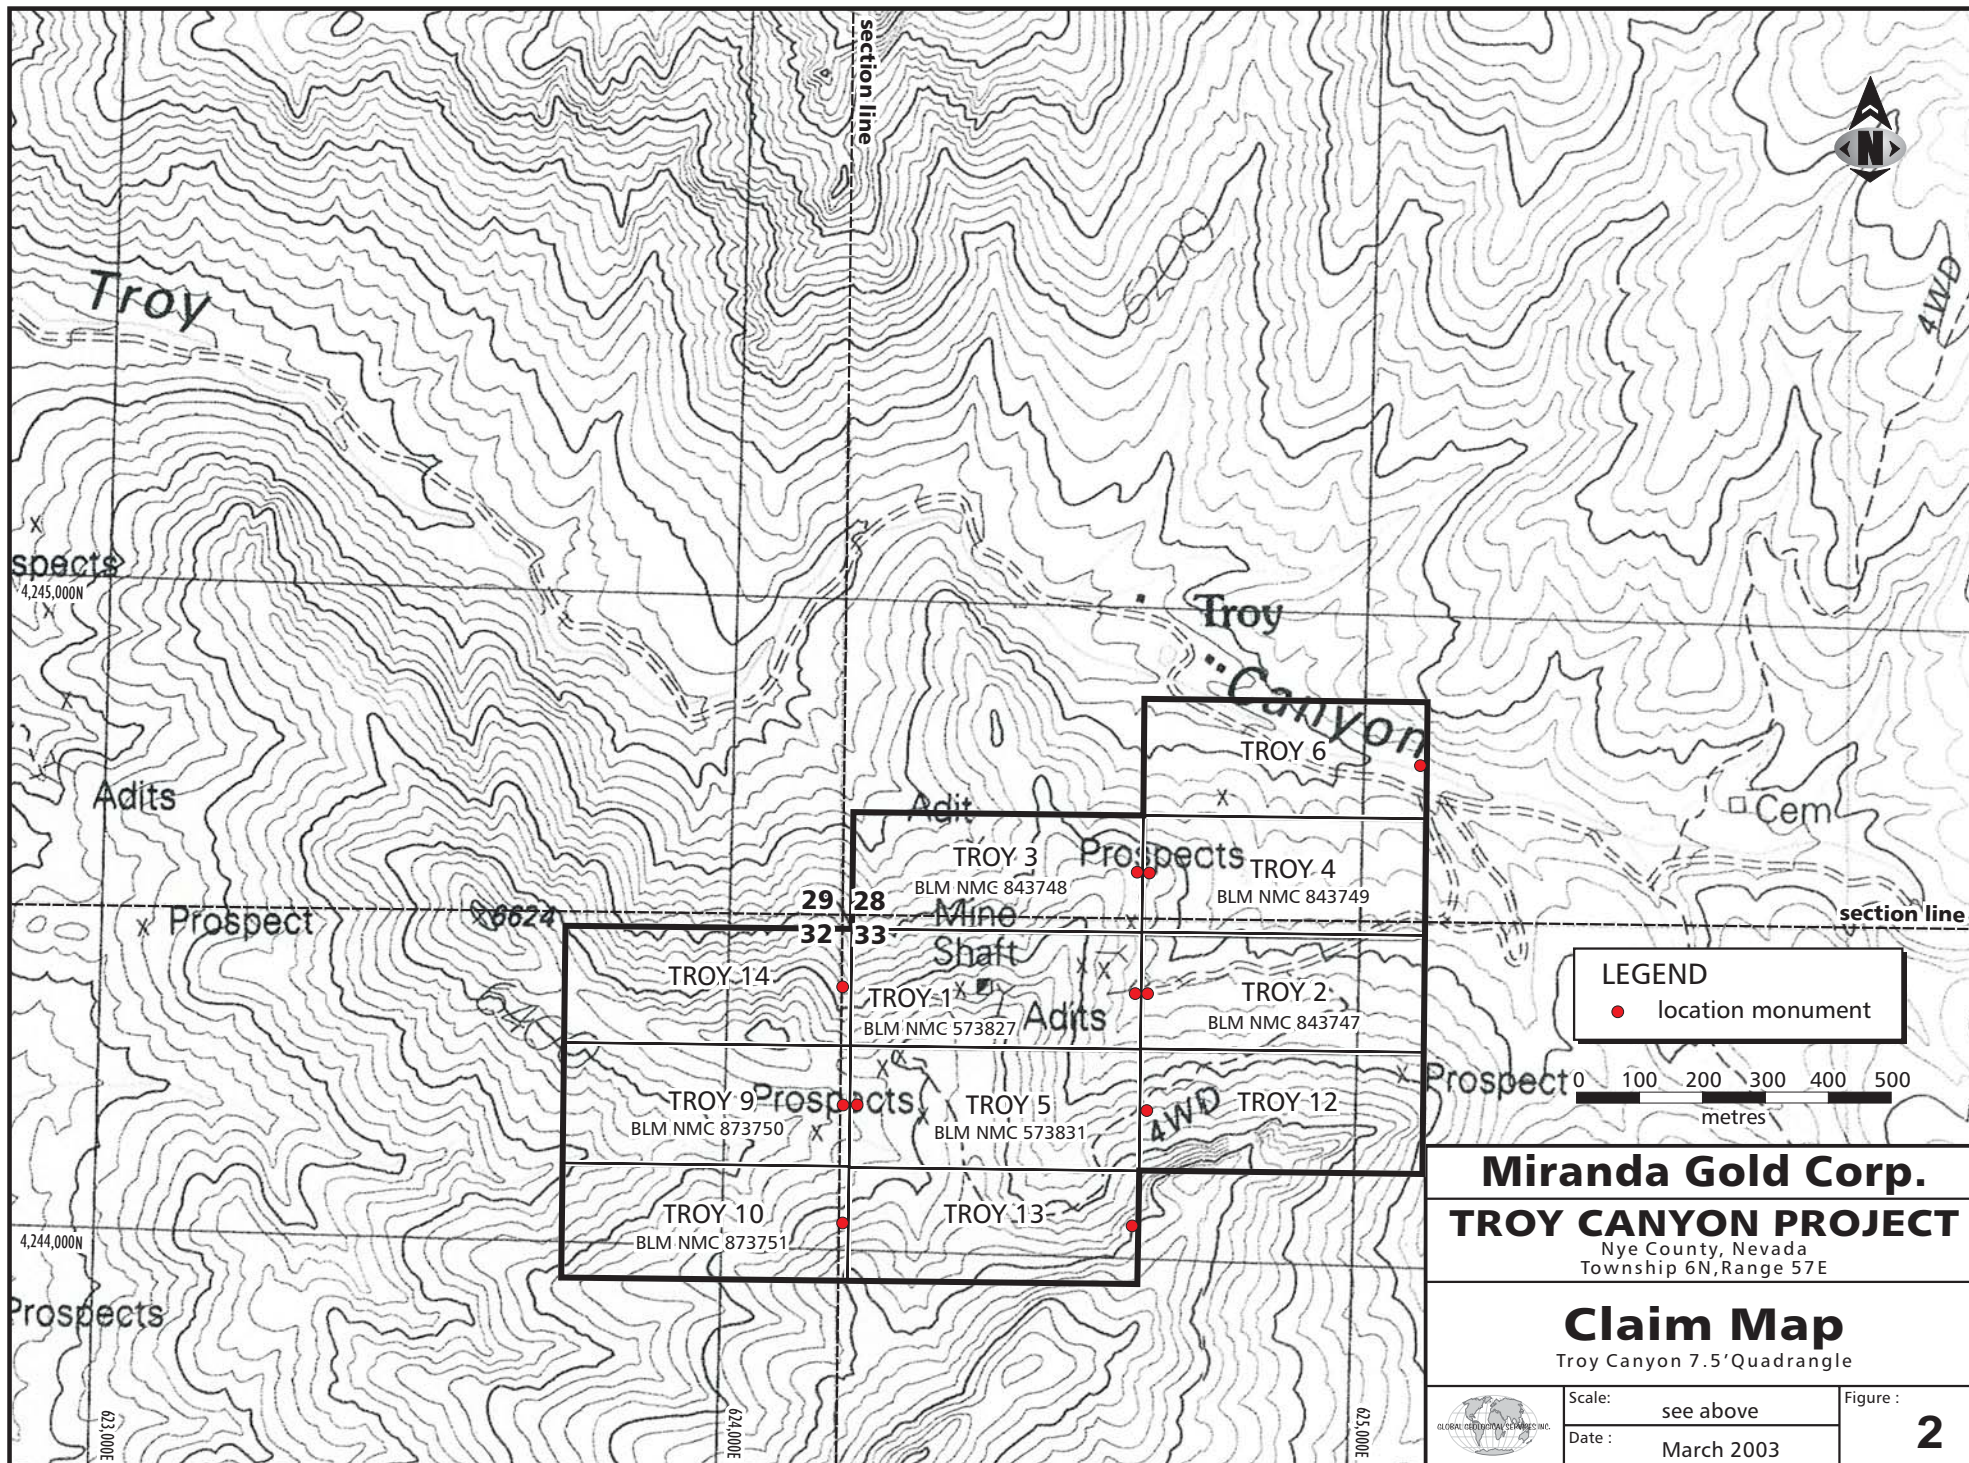 section line
N
6200
4WD
Troy
spects
4,245,000N
Troy
Canyon
TROY 6
Adits
Adit
Cem
TROY 3
BLM NMC 843748
Prospects
TROY 4
BLM NMC 843749
29 28
32 33
Prospect
6624
Mine
Shaft
section line
TROY 14
TROY 1
BLM NMC 573827
Adits
TROY 2
BLM NMC 843747
6400
LEGEND
location monument
0 100 200 300 400 500
metres
TROY 9
BLM NMC 873750
Prospects
TROY 5
BLM NMC 573831
4WD
TROY 12
Prospect
TROY 10
BLM NMC 873751
TROY 13
4,244,000N
Prospects
623,000E
624,000E
625,000E
Miranda Gold Corp.
TROY CANYON PROJECT
Nye County, Nevada
Township 6N,Range 57E
Claim Map
Troy Canyon 7.5'Quadrangle
GLOBAL GEOLOGICAL SERVICES INC.
Scale: see above
Date : March 2003
Figure : 2